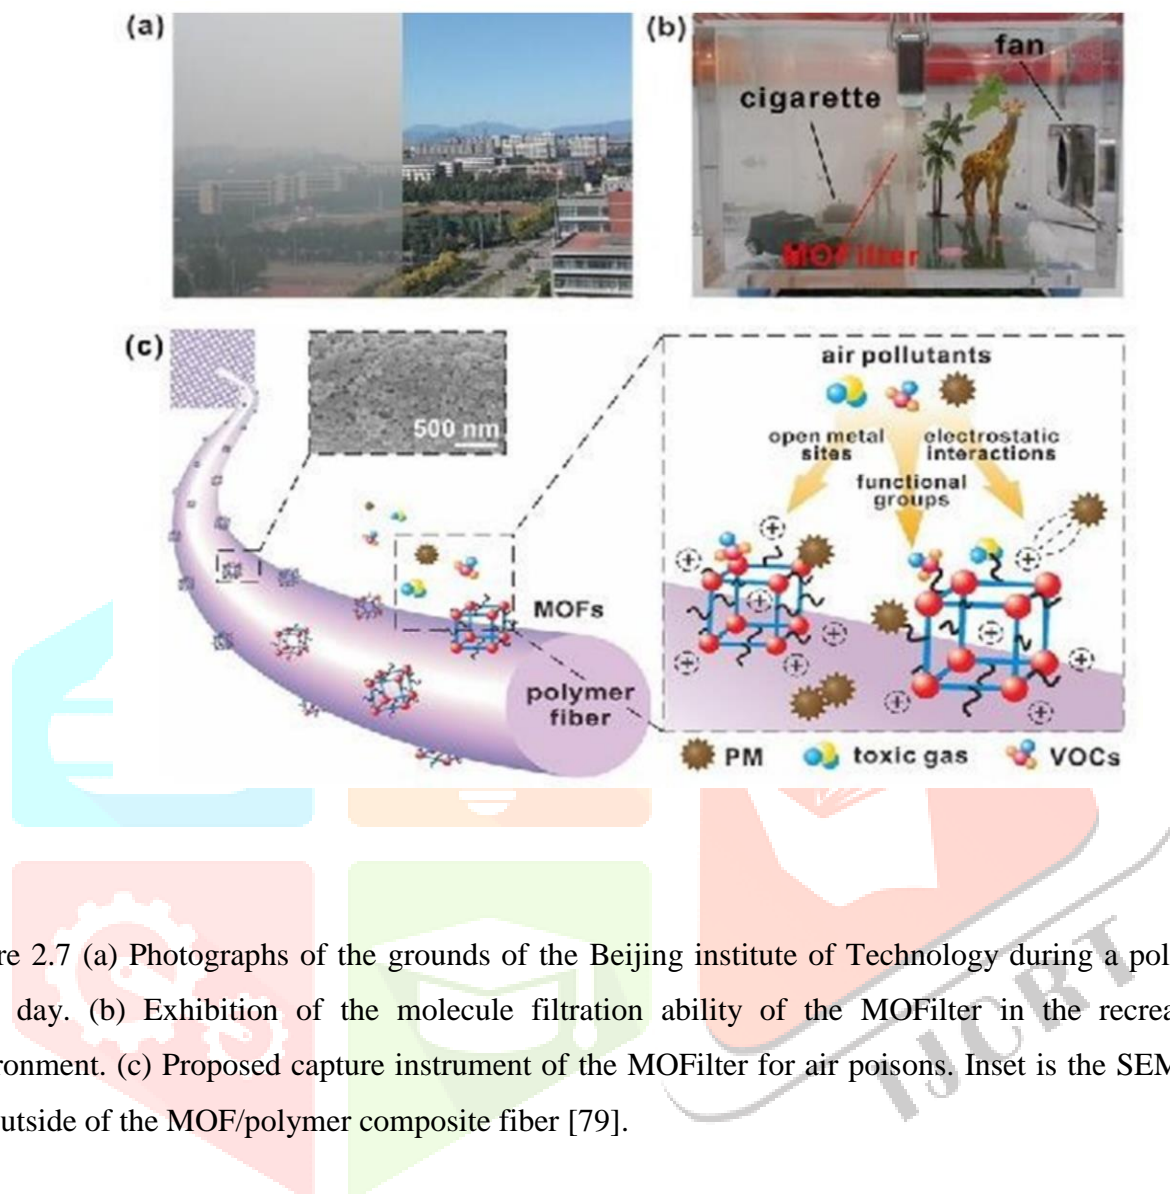 (a)
(b)
fan
cigarette
MOFilter
(c)
500 nm
air pollutants
open metal
sites
electrostatic
interactions
functional
groups
MOFs
polymer
fiber
PM
toxic gas
VOCs
re 2.7 (a) Photographs of the grounds of the Beijing institute of Technology during a pol
day. (b) Exhibition of the molecule filtration ability of the MOFilter in the recrea
ronment. (c) Proposed capture instrument of the MOFilter for air poisons. Inset is the SEM
utside of the MOF/polymer composite fiber [79].
IJCRT